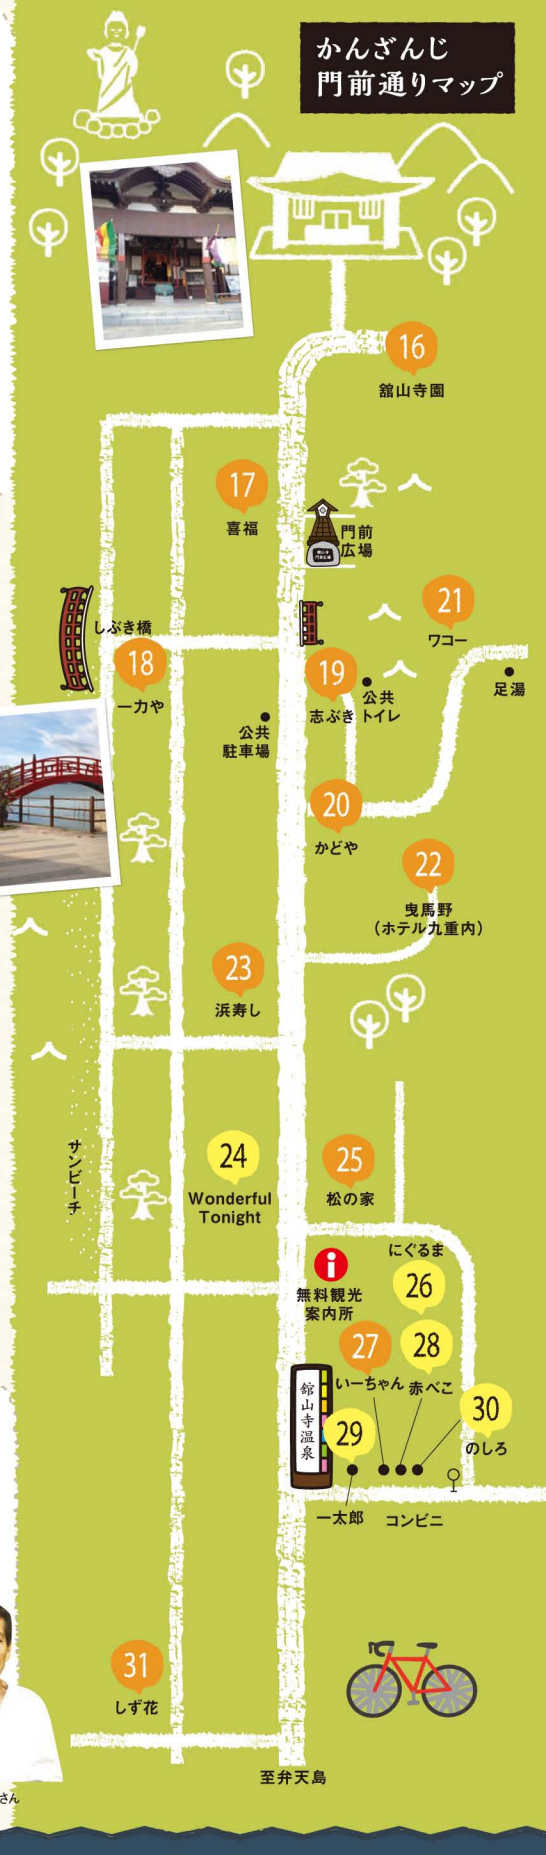 かんざんじ
門前通りマップ
16
舘山寺園
17
喜福
門前
広場
21
ワコー
しぶき橋
18
一力や
19
志ぶき
公共
トイレ
足湯
公共
駐車場
20
かどや
22
曳馬野
(ホテル九重内)
23
浜寿し
サンビーチ
24
Wonderful
Tonight
25
松の家
にぐるま
26
無料観光
案内所
27
いーちゃん
28
赤べこ
舘山寺温泉
29
30
のしろ
一太郎
コンビニ
31
しず花
至弁天島
さん